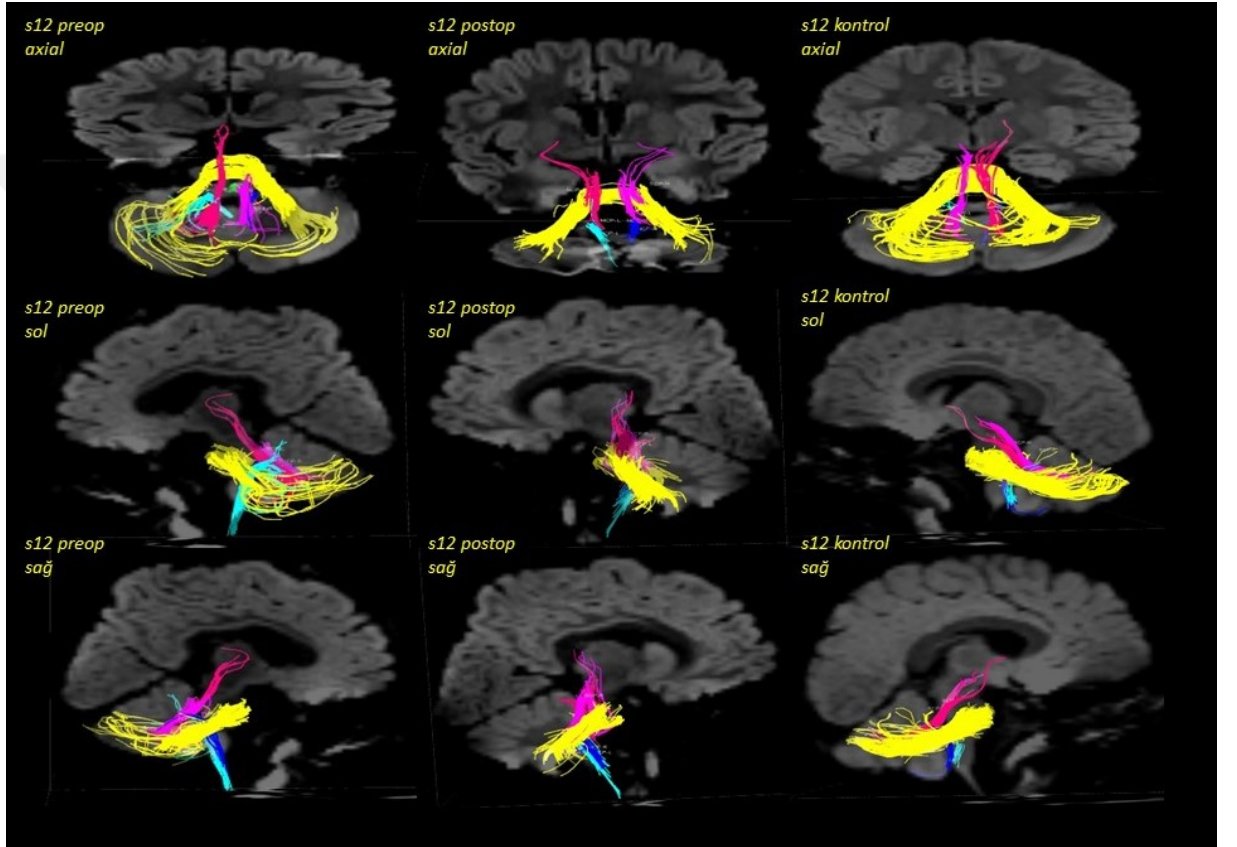 s12 preop
axial
s12 postop
axial
s12 kontrol
axial
s12 preop
sol
s12 postop
sol
s12 kontrol
sol
s12 preop
sağ
s12 postop
sağ
s12 kontrol
sağ